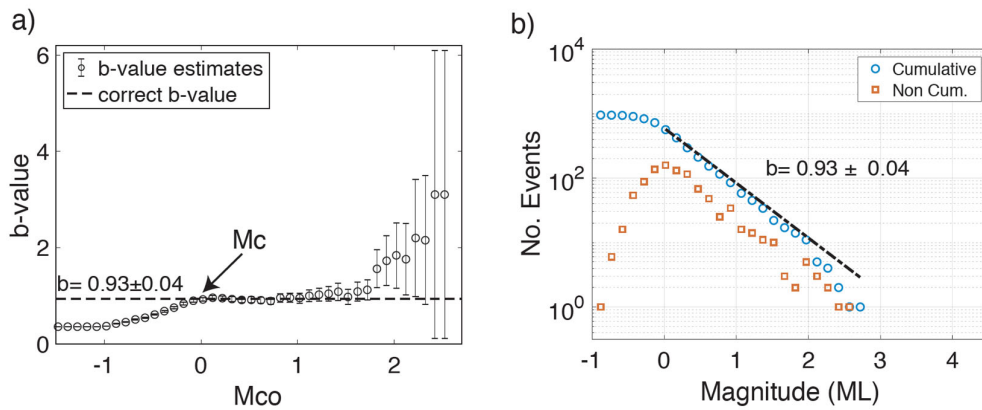 a)
6
4
2
0
b-value
b-value estimates
correct b-value
Mc
b= 0.93±0.04
-1
0
1
2
Mco
b)
10^4
10^2
10^0
No. Events
Cumulative
Non Cum.
b= 0.93 ± 0.04
-1
0
1
2
3
4
Magnitude (ML)